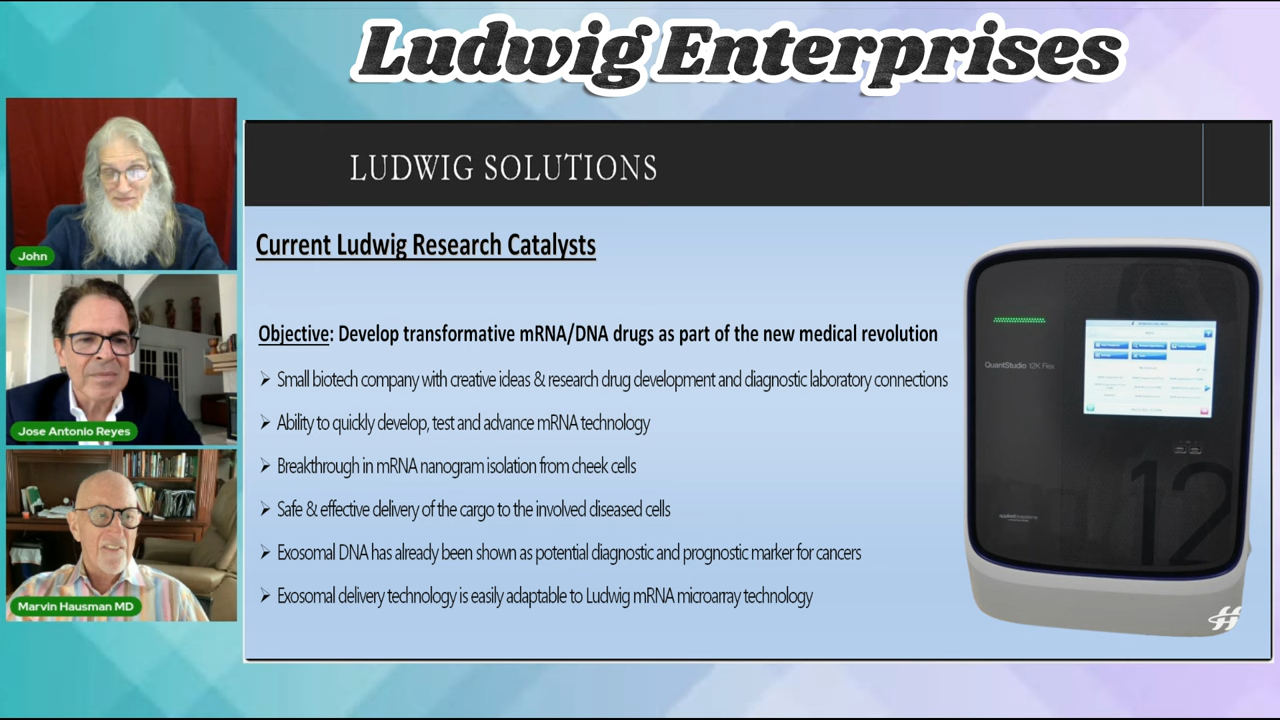 Ludwig Enterprises
LUDWIG SOLUTIONS
John
Jose Antonio Reyes
Marvin Hausman MD
Current Ludwig Research Catalysts
Objective: Develop transformative mRNA/DNA drugs as part of the new medical revolution
Small biotech company with creative ideas & research drug development and diagnostic laboratory connections
Ability to quickly develop, test and advance mRNA technology
Breakthrough in mRNA nanogram isolation from cheek cells
Safe & effective delivery of the cargo to the involved diseased cells
Exosomal DNA has already been shown as potential diagnostic and prognostic marker for cancers
Exosomal delivery technology is easily adaptable to Ludwig mRNA microarray technology
QuantStudio 12K Flex
12
appliedbiosystems
H